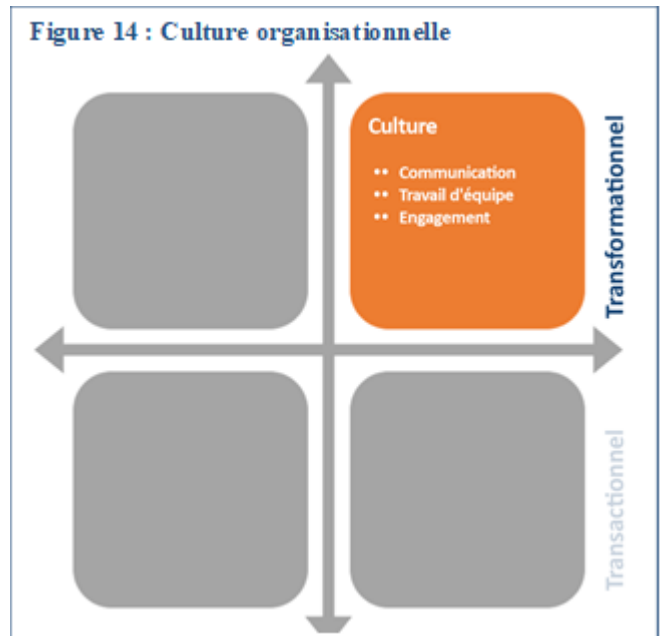 Figure 14 : Culture organisationnelle
Culture
•• Communication
•• Travail d'équipe
•• Engagement
Transformationnel
Transactionnel